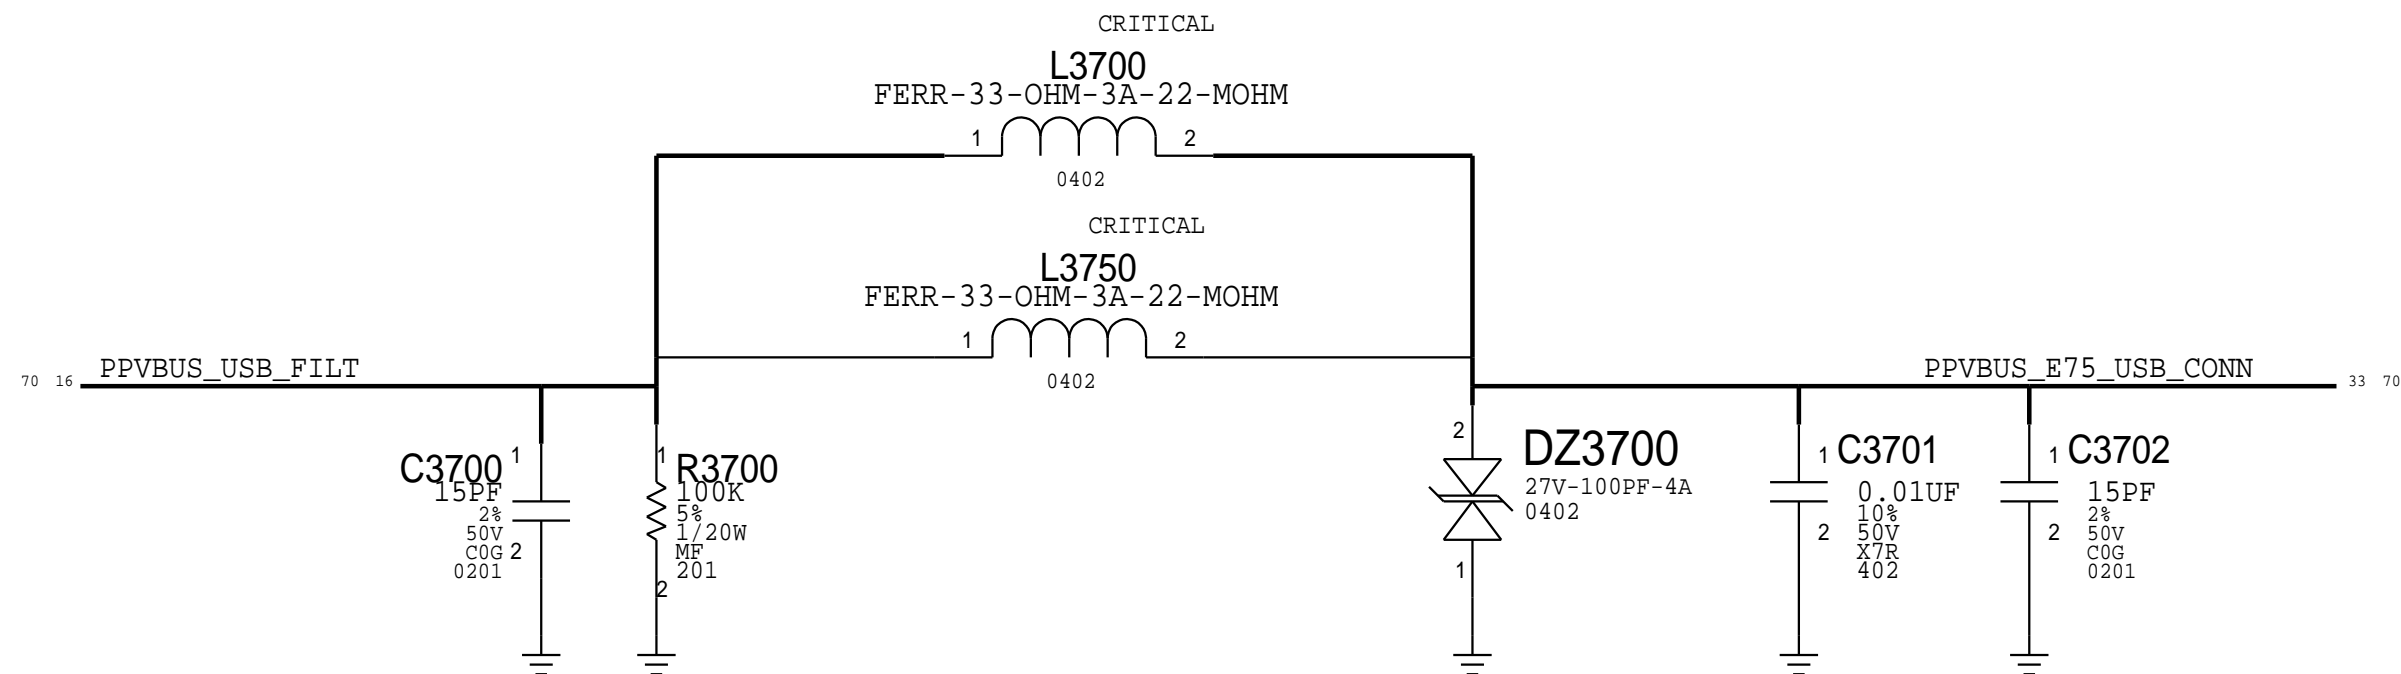 CRITICAL
L3700
FERR-33-OHM-3A-22-MOHM
1
2
0402
CRITICAL
L3750
FERR-33-OHM-3A-22-MOHM
1
2
0402
70 16
PPVBUS_USB_FILT
PPVBUS_E75_USB_CONN
33 70
C3700
1
15PF
2%
50V
C0G
2
0201
1
R3700
100K
5%
1/20W
MF
201
2
2
DZ3700
27V-100PF-4A
0402
1
1
C3701
0.01UF
10%
2
50V
X7R
402
1
C3702
15PF
2%
2
50V
C0G
0201